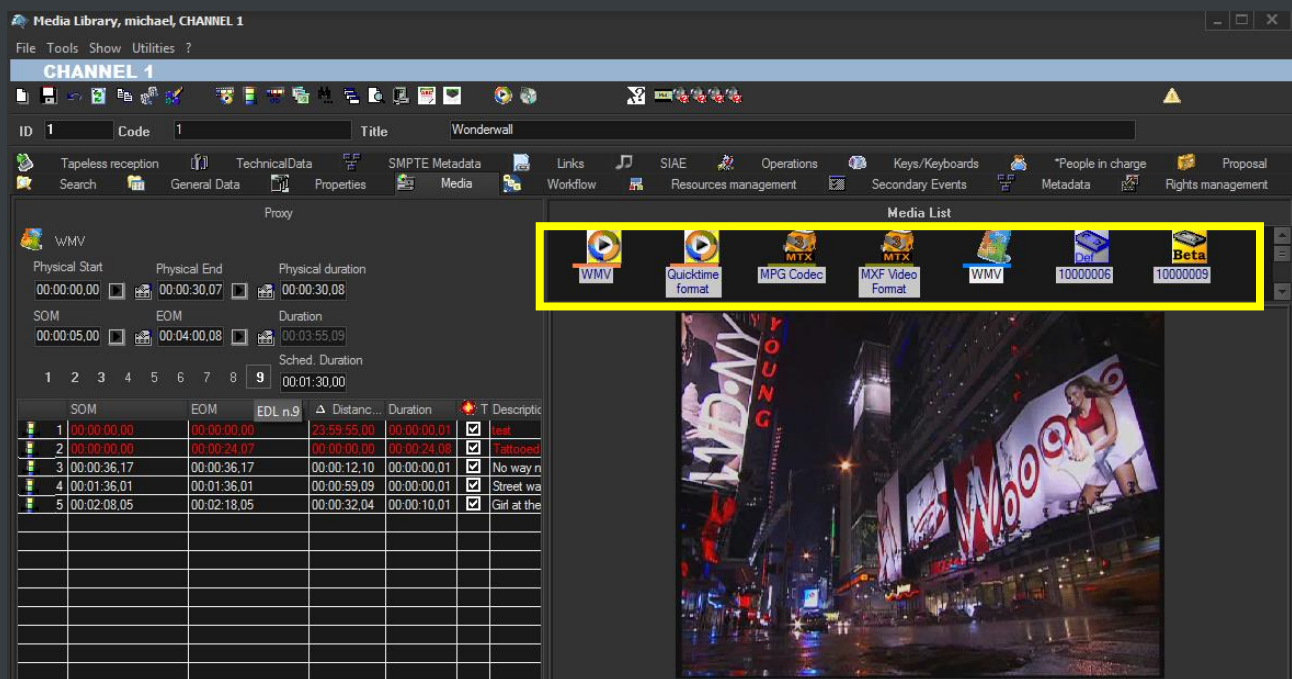 Media Library, michael, CHANNEL 1
File Tools Show Utilities ?
CHANNEL 1
ID 1 Code 1 Title Wonderwall
Tapeless reception TechnicalData SMPTE Metadata Links SIAE Operations Keys/Keyboards *People in charge Proposal
Search General Data Properties Media Workflow Resources management Secondary Events Metadata Rights management
Proxy
WMV
Physical Start Physical End Physical duration
00:00:00,00 00:00:30,07 00:00:30,08
SOM EOM Duration
00:00:05,00 00:04:00,08 00:03:55,09
Sched. Duration
1 2 3 4 5 6 7 8 9 00:01:30,00
SOM EOM EDL n.9 Distanc... Duration T Descriptic
1 00:00:00,00 00:00:00,00 23:59:55,00 00:00:00,01 test
2 00:00:00,00 00:00:24,07 00:00:00,00 00:00:24,08 Tattooed
3 00:00:36,17 00:00:36,17 00:00:12,10 00:00:00,01 No way n
4 00:01:36,01 00:01:36,01 00:00:59,09 00:00:00,01 Street wa
5 00:02:08,05 00:02:18,05 00:00:32,04 00:00:10,01 Girl at the
Media List
MTX MTX Def Beta
WMV Quicktime format MPG Codec MXF Video Format WMV 10000006 10000009
YOUNG